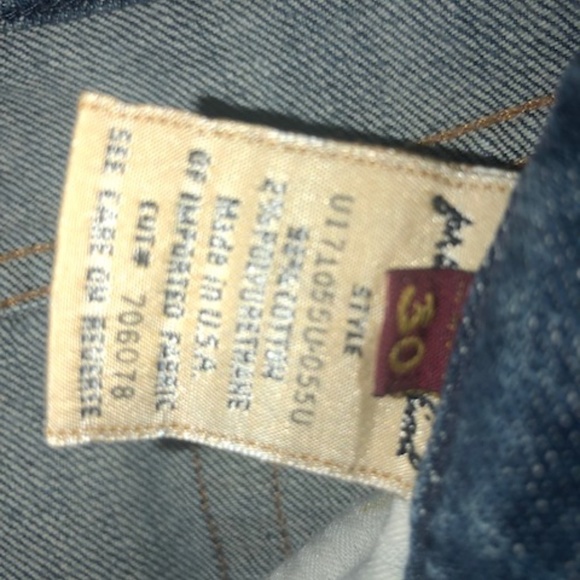 for
30
STYLE
U171055U-055U
98% COTTON
2% POLYURETHANE
Made in U.S.A.
OF IMPORTED FABRIC
CUT# 706078
SEE CARE ON REVERSE